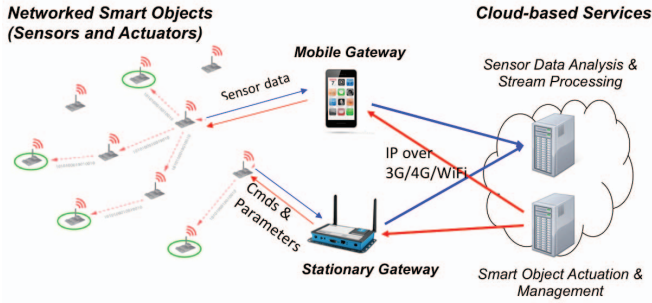 Networked Smart Objects
(Sensors and Actuators)
Cloud-based Services
Mobile Gateway
Sensor Data Analysis &
Stream Processing
Sensor data
IP over
3G/4G/WiFi
Cmds &
Parameters
Stationary Gateway
Smart Object Actuation &
Management